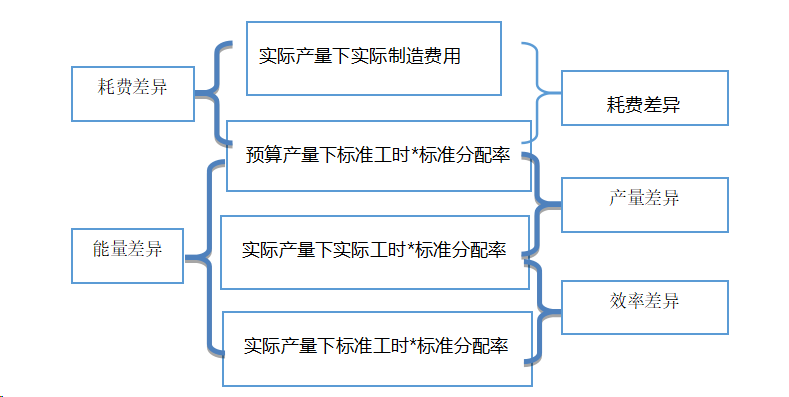 实际产量下实际制造费用
耗费差异
耗费差异
预算产量下标准工时*标准分配率
产量差异
能量差异
实际产量下实际工时*标准分配率
效率差异
实际产量下标准工时*标准分配率